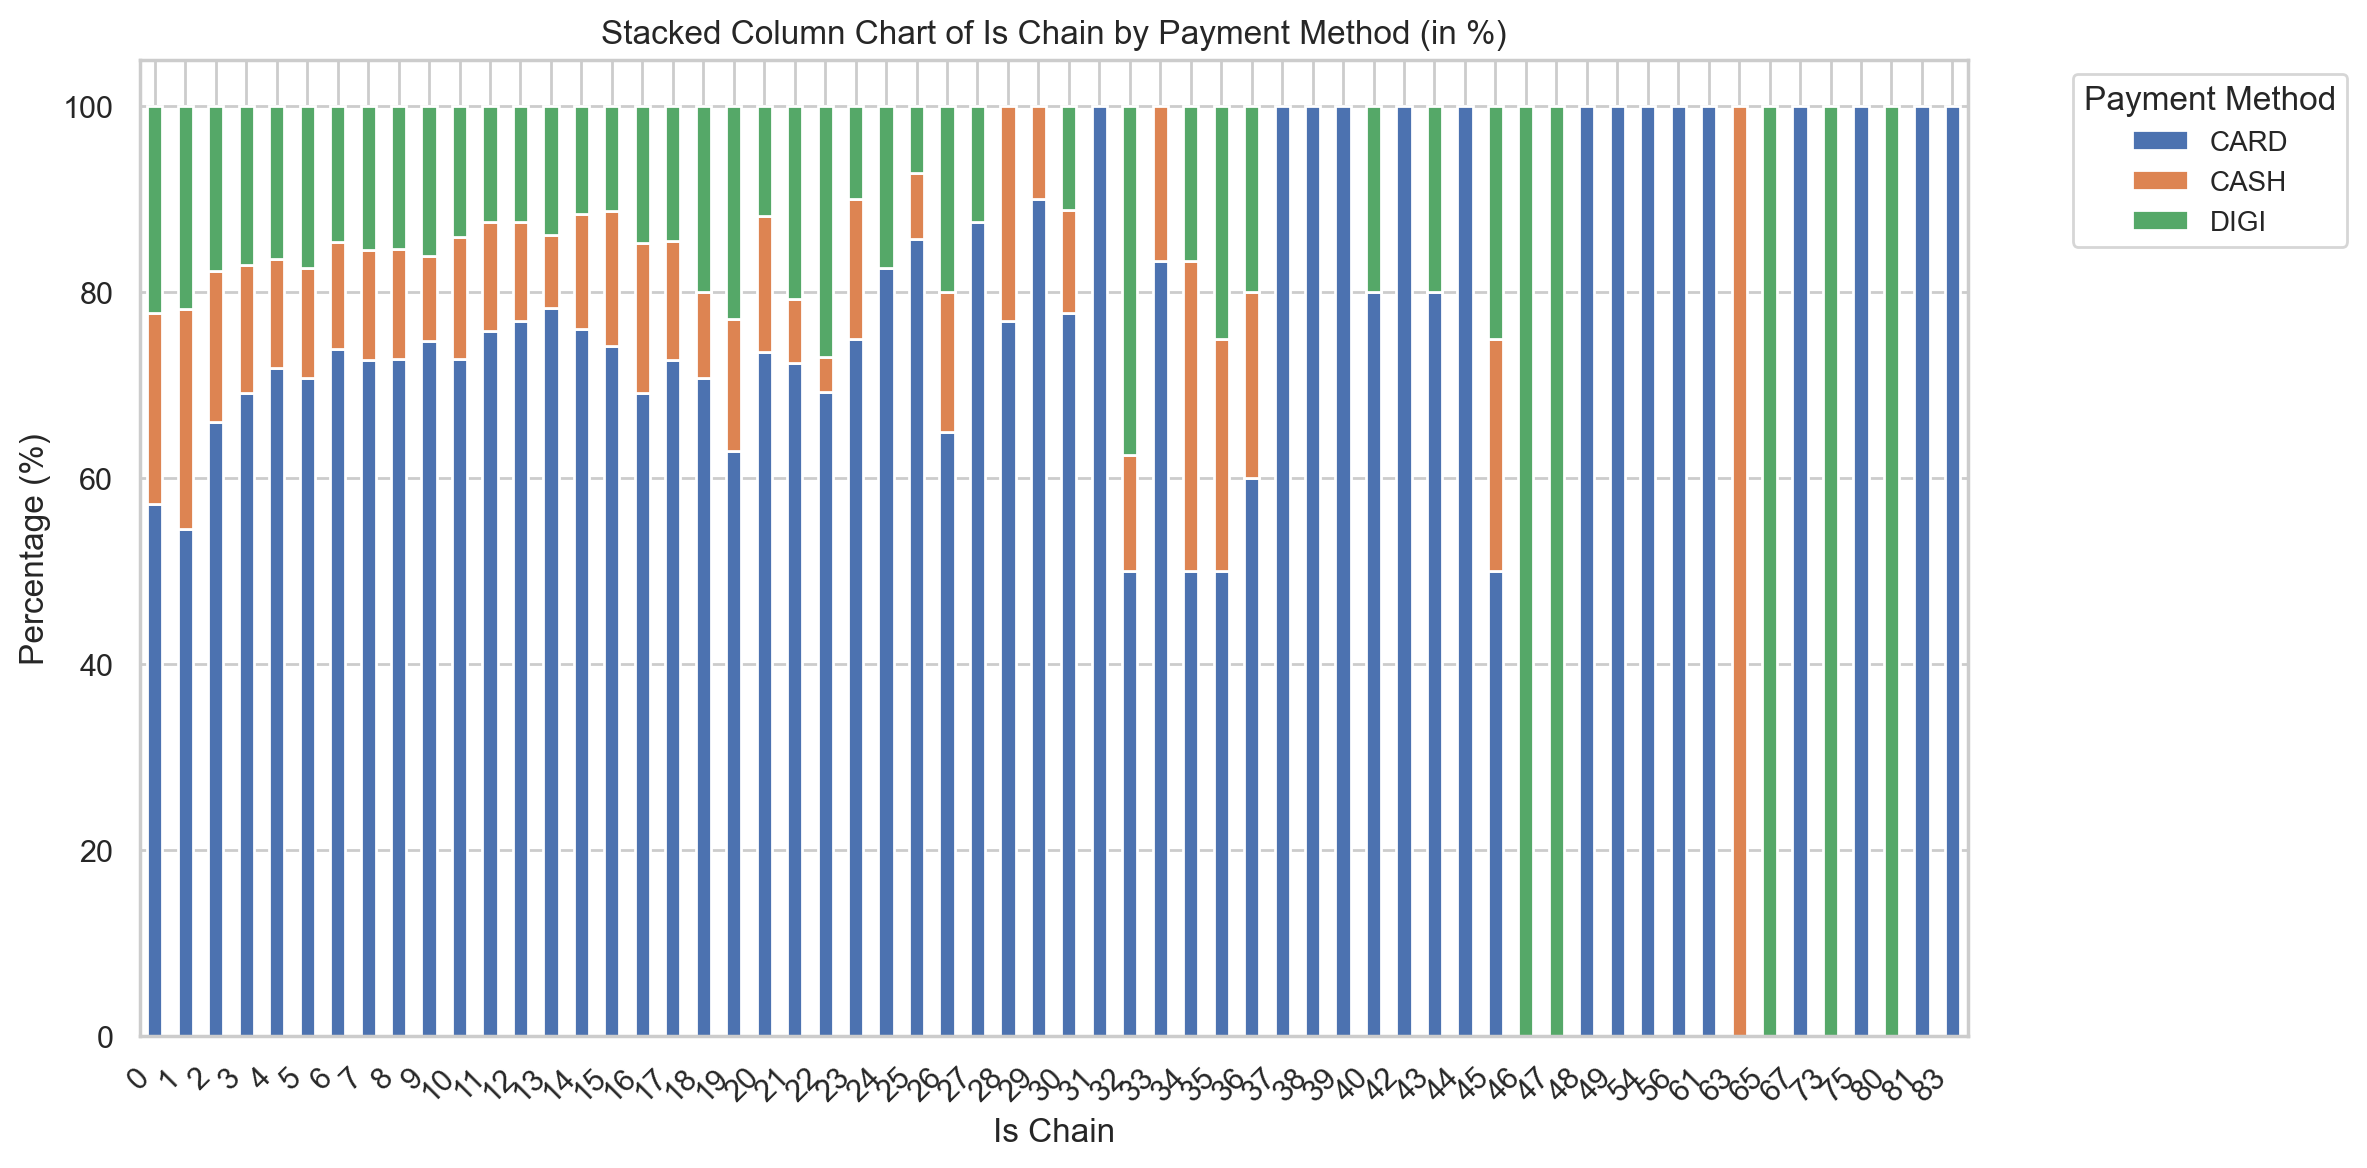 Stacked Column Chart of Is Chain by Payment Method (in %)
Payment Method
CARD
CASH
DIGI
Percentage (%)
100
80
60
40
20
0
0 1 2 3 4 5 6 7 8 9 10 11 12 13 14 15 16 17 18 19 20 21 22 23 24 25 26 27 28 29 30 31 32 33 34 35 36 37 38 39 40 42 43 44 45 46 47 48 49 54 56 61 63 65 67 73 75 80 81 83
Is Chain